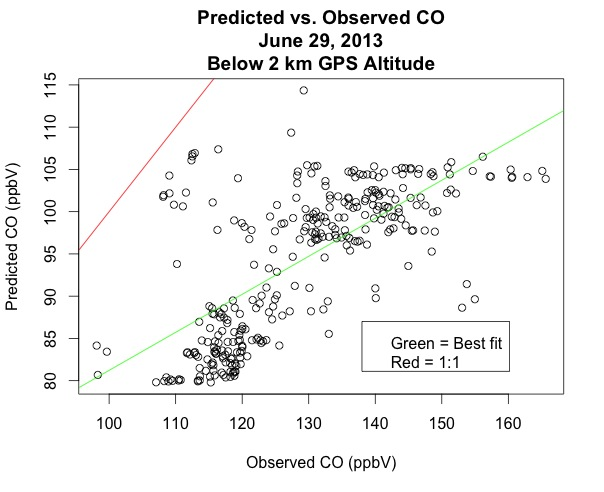 Predicted vs. Observed CO
June 29, 2013
Below 2 km GPS Altitude
Predicted CO (ppbV)
115
110
105
100
95
90
85
80
Green = Best fit
Red = 1:1
100 110 120 130 140 150 160
Observed CO (ppbV)